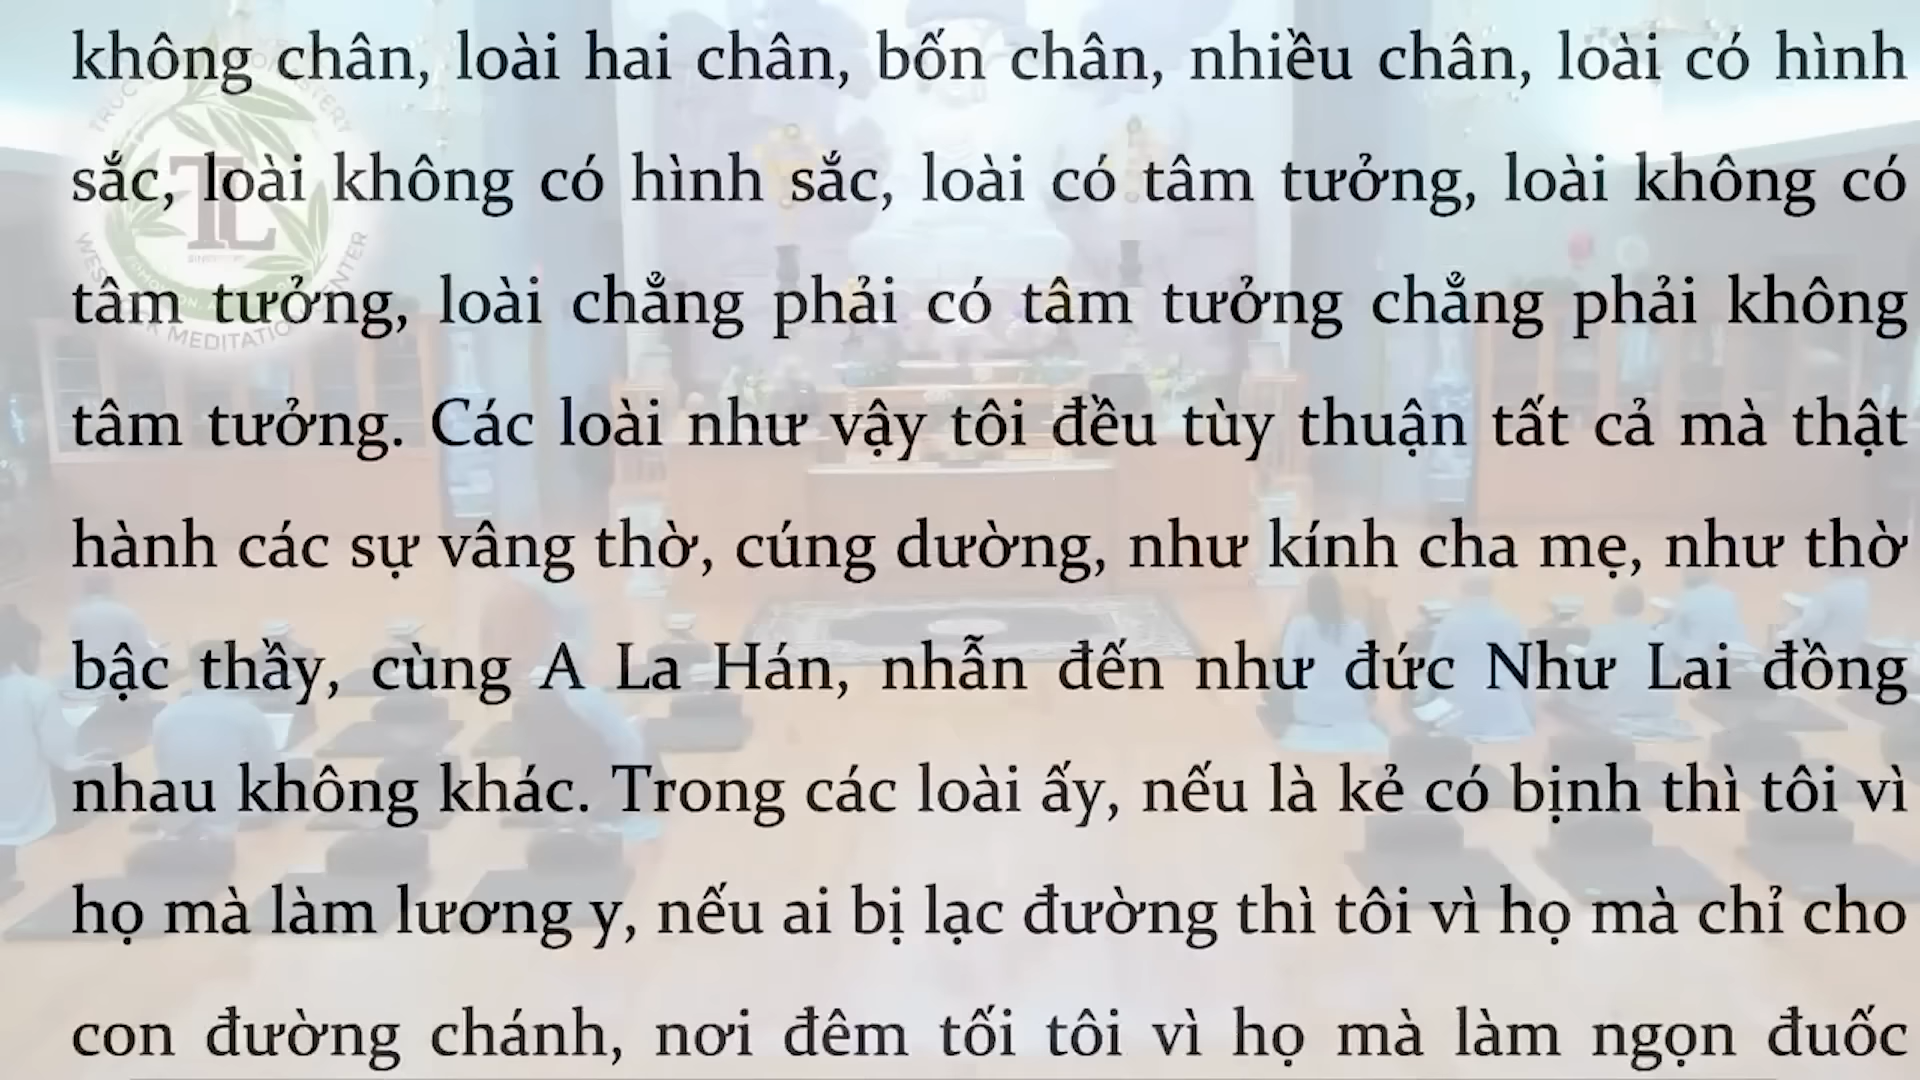 không chân, loài hai chân, bốn chân, nhiều chân, loài có hình
sắc, loài không có hình sắc, loài có tâm tưởng, loài không có
tâm tưởng, loài chẳng phải có tâm tưởng chẳng phải không
tâm tưởng. Các loài như vậy tôi đều tùy thuận tất cả mà thật
hành các sự vâng thờ, cúng dường, như kính cha mẹ, như thờ
bậc thầy, cùng A La Hán, nhẫn đến như đức Như Lai đồng
nhau không khác. Trong các loài ấy, nếu là kẻ có bịnh thì tôi vì
họ mà làm lương y, nếu ai bị lạc đường thì tôi vì họ mà chỉ cho
con đường chánh, nơi đêm tối tôi vì họ mà làm ngọn đuốc
TL